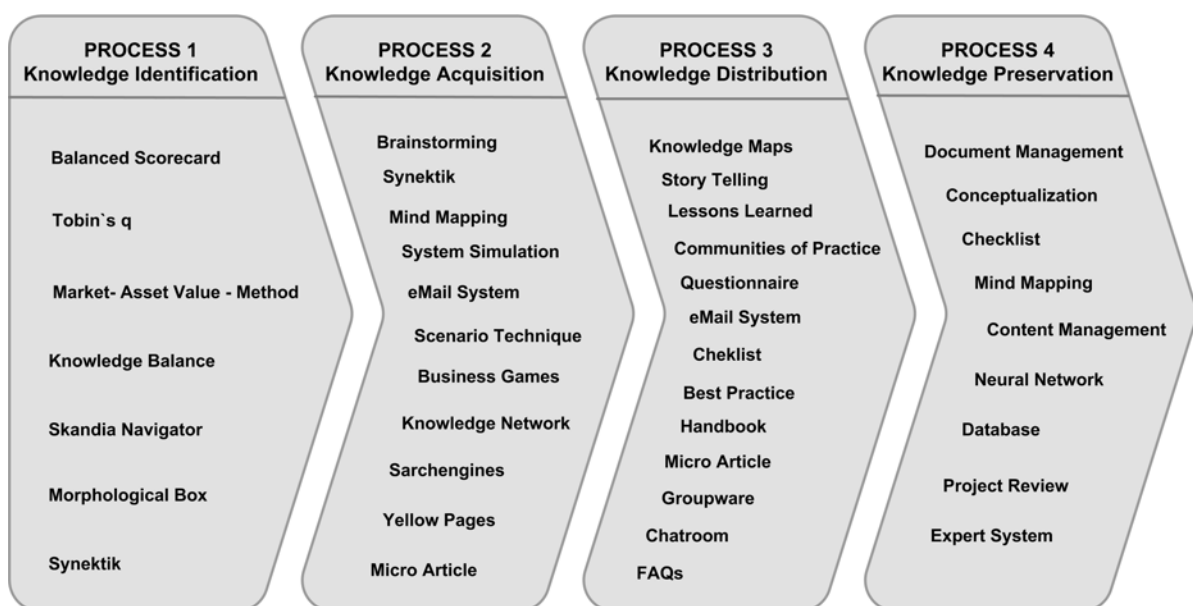 PROCESS 1
Knowledge Identification
Balanced Scorecard
Tobin`s q
Market- Asset Value - Method
Knowledge Balance
Skandia Navigator
Morphological Box
Synektik
PROCESS 2
Knowledge Acquisition
Brainstorming
Synektik
Mind Mapping
System Simulation
eMail System
Scenario Technique
Business Games
Knowledge Network
Sarchengines
Yellow Pages
Micro Article
PROCESS 3
Knowledge Distribution
Knowledge Maps
Story Telling
Lessons Learned
Communities of Practice
Questionnaire
eMail System
Cheklist
Best Practice
Handbook
Micro Article
Groupware
Chatroom
FAQs
PROCESS 4
Knowledge Preservation
Document Management
Conceptualization
Checklist
Mind Mapping
Content Management
Neural Network
Database
Project Review
Expert System